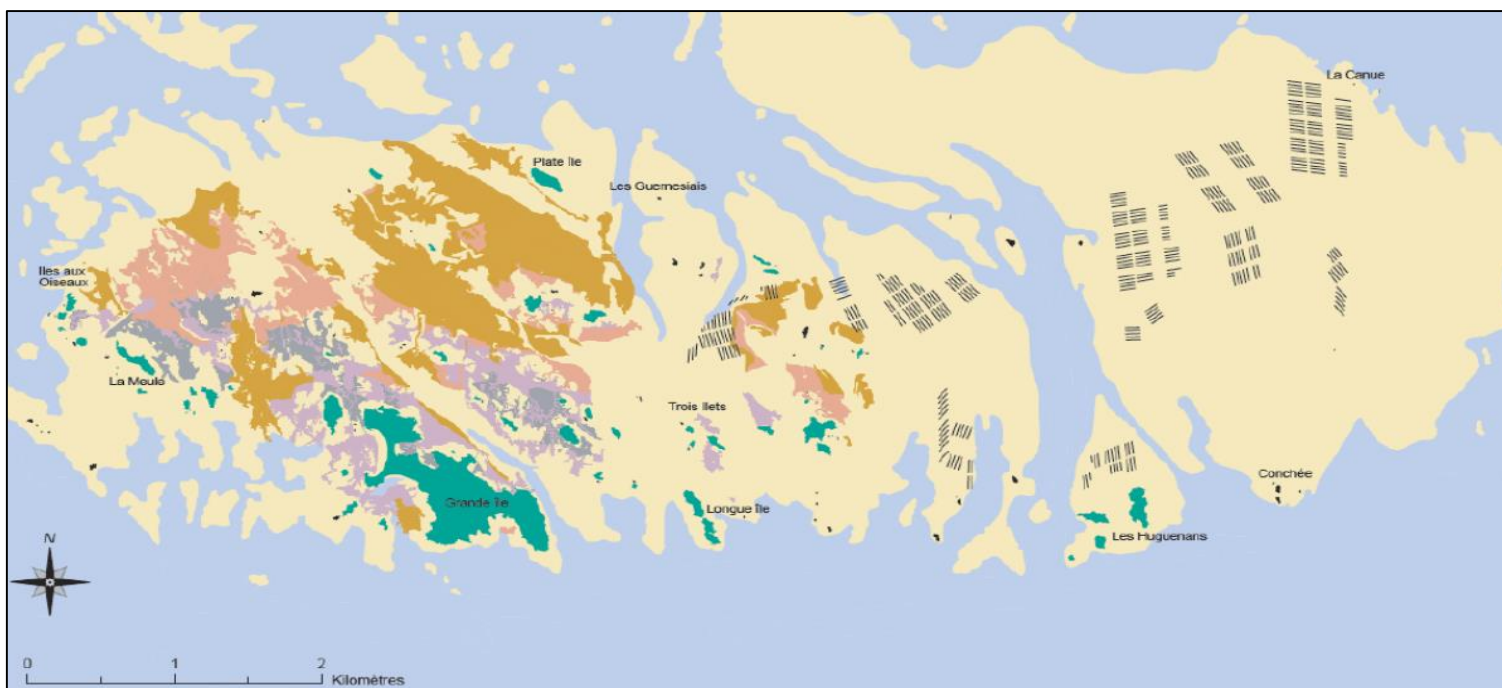 La Canue
Plate Île
Les Guernesiais
Iles aux
Oiseaux
La Meule
Trois Ilets
Grande Île
Longue Île
Conchée
Les Huguenans
N
0 1 2
Kilomètres